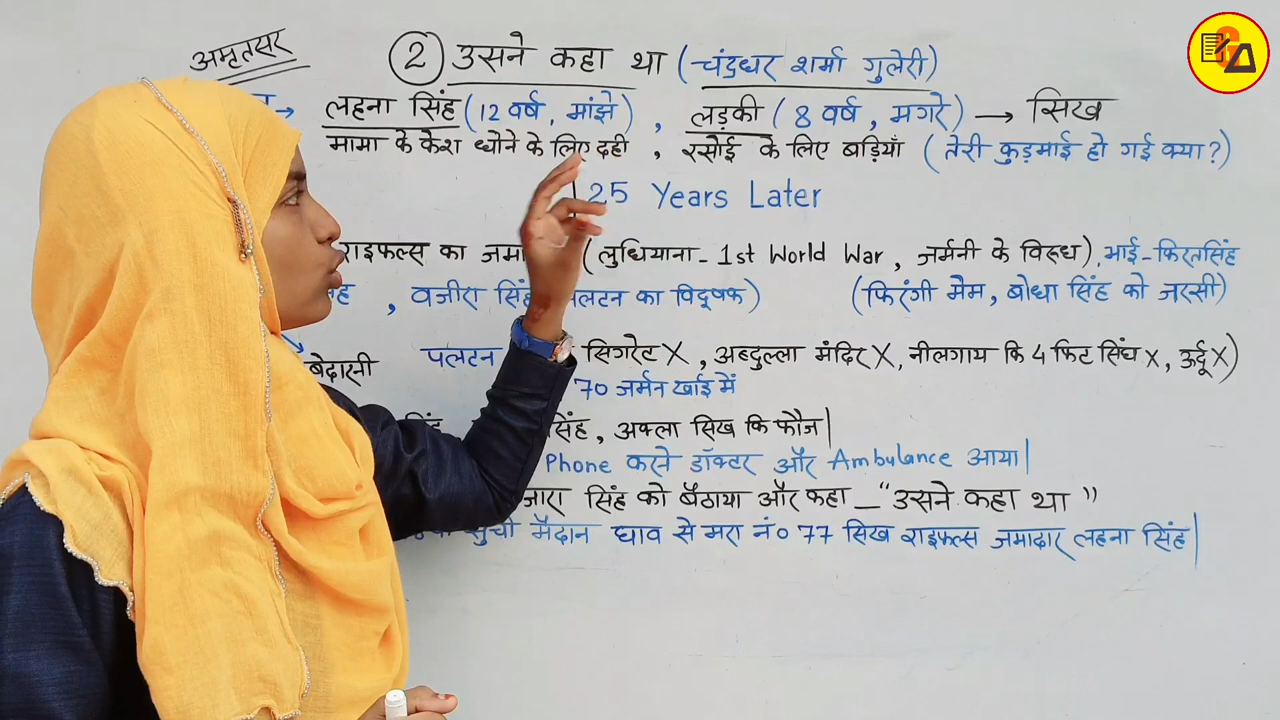 अमृतसर
2 उसने कहा था (चंद्रधर शर्मा गुलेरी)
→ लहना सिंह (12 वर्ष, मांझे) , लड़की (8 वर्ष, मगरे) → सिख
मामा के केश धोने के लिए दही , रसोई के लिए बड़ियाँ (तेरी कुड़माई हो गई क्या?)
25 Years Later
राइफल्स का (लुधियाना - 1st World War, जर्मनी के विरूध), भाई - किरतसिंह
, वजीरा सिंह पलटन का विदूषक) (फिरंगी मेम, बोधा सिंह को जरसी)
पलटन सिगरेट X, अब्दुल्ला मंदिर X, नीलगाय कि 4 फिट सिंघ X, उर्दू X)
70 जर्मन खाई में
सिंह, अकला सिख कि फौज|
Phone करने डॉक्टर और Ambulance आया|
सिंह को बैठाया और कहा - "उसने कहा था"
मैदान घाव से मरा नं० 77 सिख राइफल्स जमादार लहना सिंह|